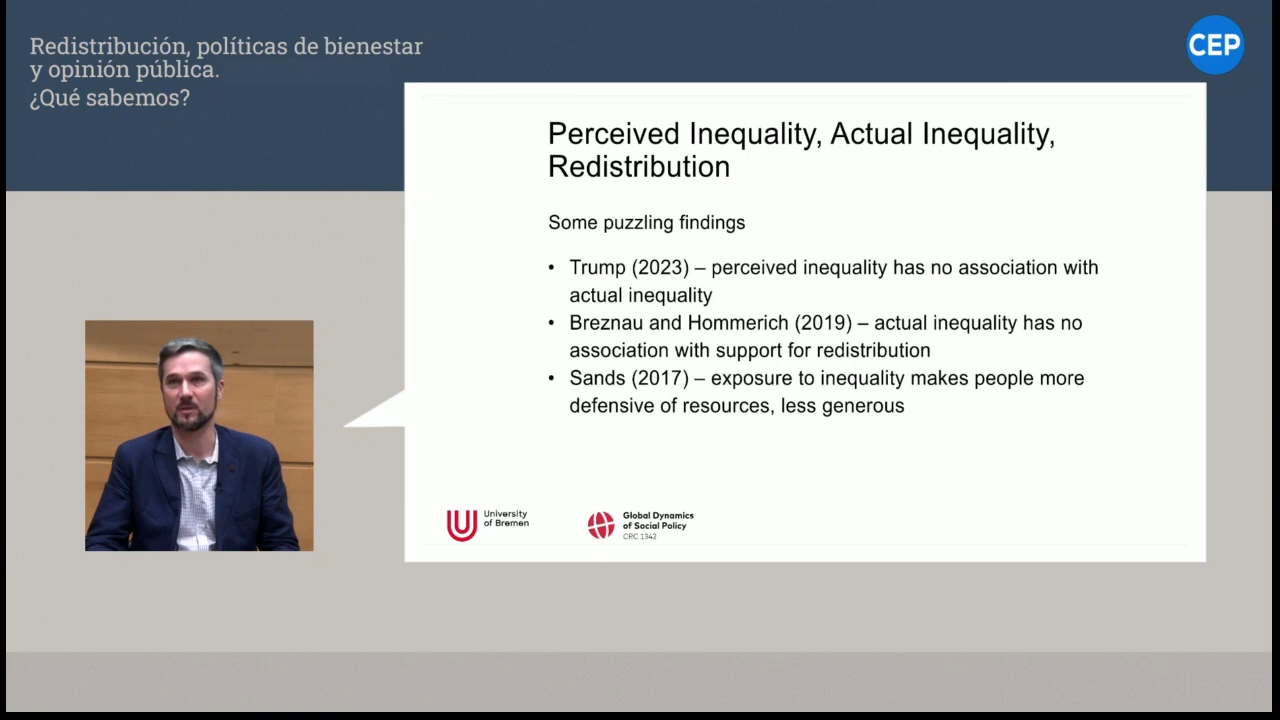 Redistribución, políticas de bienestar
y opinión pública.
¿Qué sabemos?
CEP
Perceived Inequality, Actual Inequality,
Redistribution
Some puzzling findings
• Trump (2023) – perceived inequality has no association with
actual inequality
• Breznau and Hommerich (2019) – actual inequality has no
association with support for redistribution
• Sands (2017) – exposure to inequality makes people more
defensive of resources, less generous
University
of Bremen
Global Dynamics
of Social Policy
CRC 1342